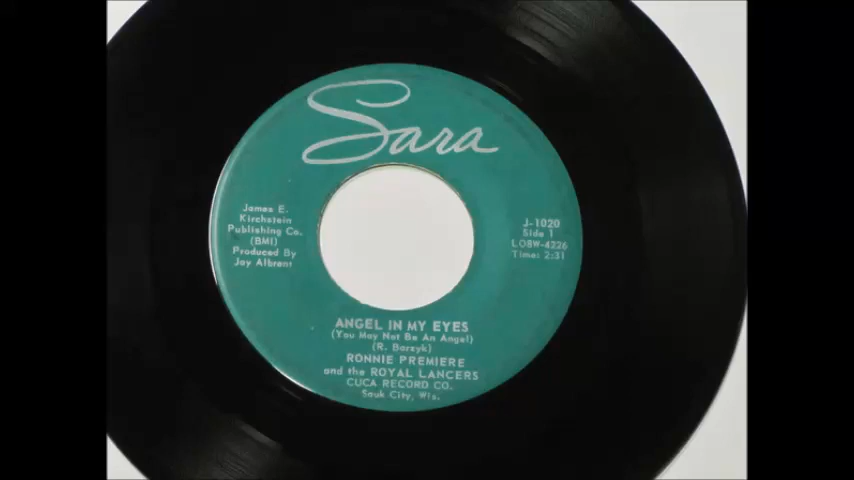 Sara
James E.
Kirchstein
Publishing Co.
(BMI)
Produced By
Jay Albrent
J-1020
Side 1
LO8W-4226
Time: 2:31
ANGEL IN MY EYES
(You May Not Be An Angel)
(R. Barzyk)
RONNIE PREMIERE
and the ROYAL LANCERS
CUCA RECORD CO.
Sauk City, Wis.